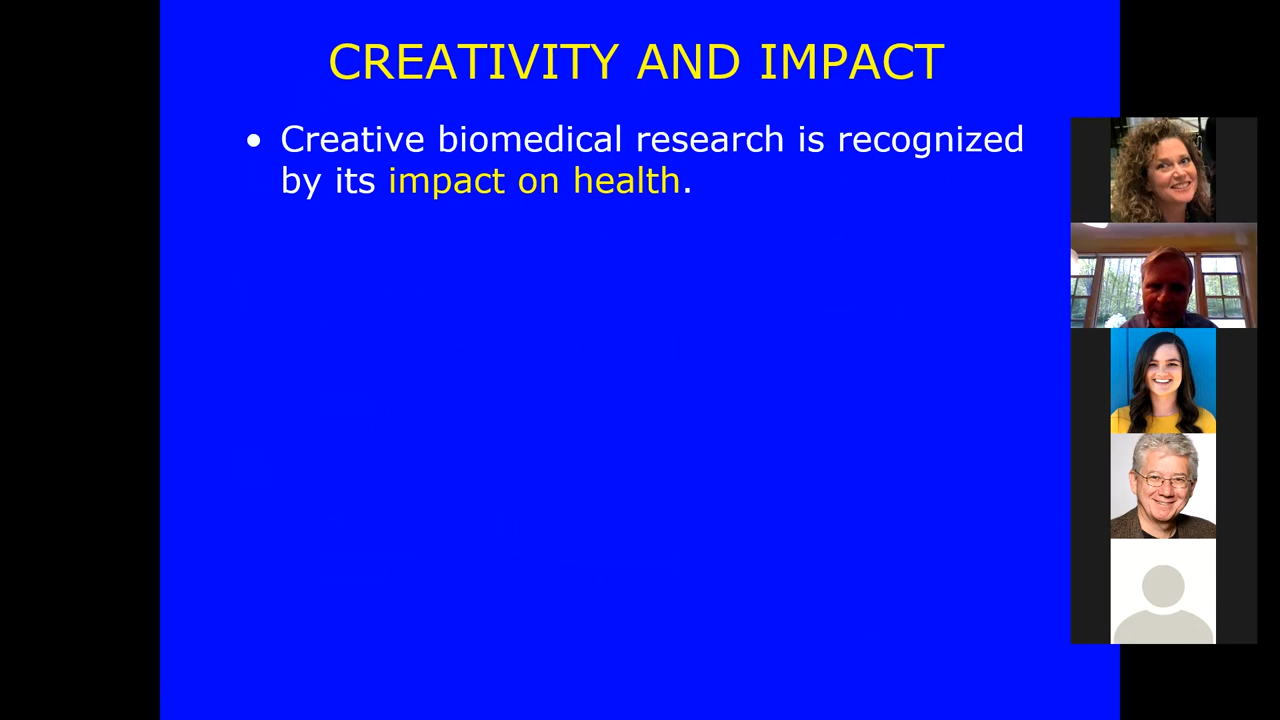 CREATIVITY AND IMPACT
• Creative biomedical research is recognized
by its impact on health.